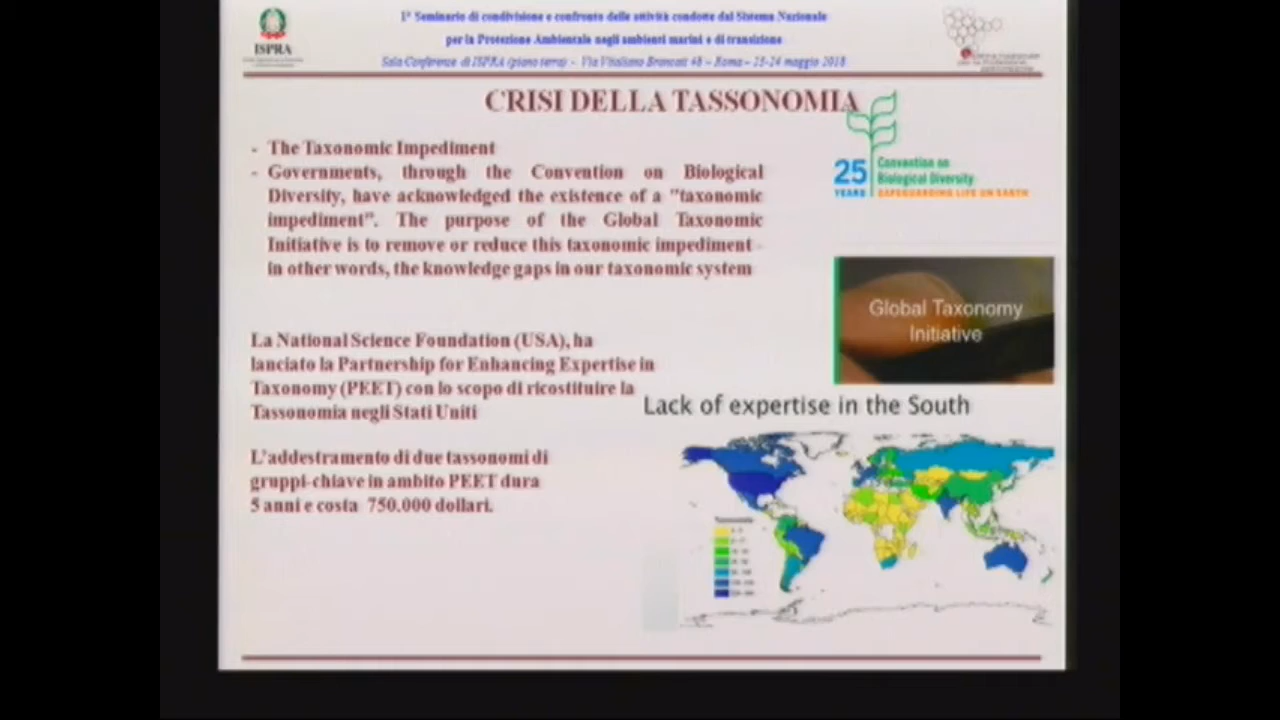 1° Seminario di condivisione e confronto delle attività condotte dal Sistema Nazionale
per la Protezione Ambientale negli ambienti marini e di transizione
Sala Conferenze di ISPRA (piano terra) - Via Vitaliano Brancati 48 – Roma – 23-24 maggio 2018
ISPRA
CRISI DELLA TASSONOMIA
- The Taxonomic Impediment
- Governments, through the Convention on Biological
Diversity, have acknowledged the existence of a "taxonomic
impediment". The purpose of the Global Taxonomic
Initiative is to remove or reduce this taxonomic impediment -
in other words, the knowledge gaps in our taxonomic system
25
YEARS
Convention on
Biological Diversity
SAFEGUARDING LIFE ON EARTH
Global Taxonomy
Initiative
La National Science Foundation (USA), ha
lanciato la Partnership for Enhancing Expertise in
Taxonomy (PEET) con lo scopo di ricostituire la
Tassonomia negli Stati Uniti
L'addestramento di due tassonomi di
gruppi-chiave in ambito PEET dura
5 anni e costa 750.000 dollari.
Lack of expertise in the South